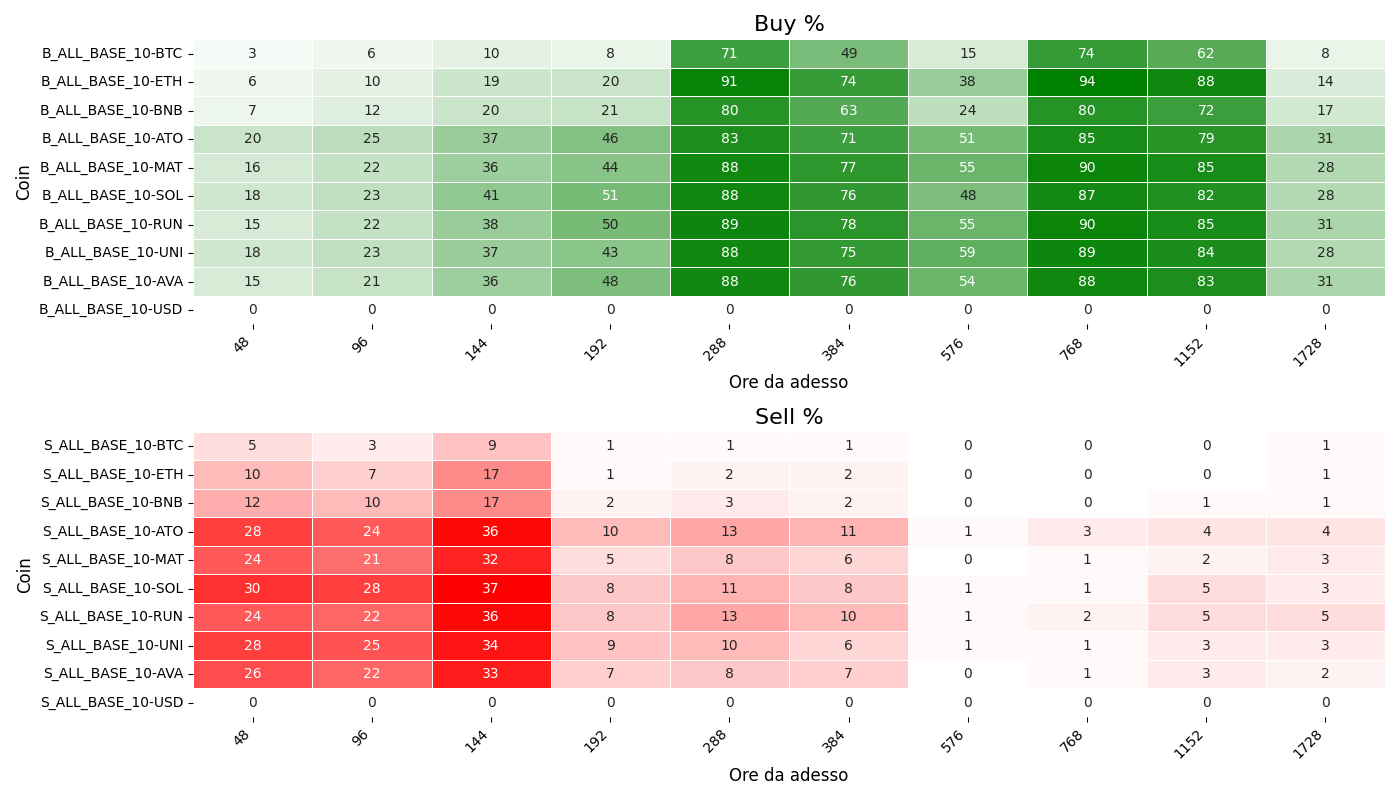 Buy %
Coin
B_ALL_BASE_10-BTC 3 6 10 8 71 49 15 74 62 8
B_ALL_BASE_10-ETH 6 10 19 20 91 74 38 94 88 14
B_ALL_BASE_10-BNB 7 12 20 21 80 63 24 80 72 17
B_ALL_BASE_10-ATO 20 25 37 46 83 71 51 85 79 31
B_ALL_BASE_10-MAT 16 22 36 44 88 77 55 90 85 28
B_ALL_BASE_10-SOL 18 23 41 51 88 76 48 87 82 28
B_ALL_BASE_10-RUN 15 22 38 50 89 78 55 90 85 31
B_ALL_BASE_10-UNI 18 23 37 43 88 75 59 89 84 28
B_ALL_BASE_10-AVA 15 21 36 48 88 76 54 88 83 31
B_ALL_BASE_10-USD 0 0 0 0 0 0 0 0 0 0
48 96 144 192 288 384 576 768 1152 1728
Ore da adesso
Sell %
Coin
S_ALL_BASE_10-BTC 5 3 9 1 1 1 0 0 0 1
S_ALL_BASE_10-ETH 10 7 17 1 2 2 0 0 0 1
S_ALL_BASE_10-BNB 12 10 17 2 3 2 0 0 1 1
S_ALL_BASE_10-ATO 28 24 36 10 13 11 1 3 4 4
S_ALL_BASE_10-MAT 24 21 32 5 8 6 0 1 2 3
S_ALL_BASE_10-SOL 30 28 37 8 11 8 1 1 5 3
S_ALL_BASE_10-RUN 24 22 36 8 13 10 1 2 5 5
S_ALL_BASE_10-UNI 28 25 34 9 10 6 1 1 3 3
S_ALL_BASE_10-AVA 26 22 33 7 8 7 0 1 3 2
S_ALL_BASE_10-USD 0 0 0 0 0 0 0 0 0 0
48 96 144 192 288 384 576 768 1152 1728
Ore da adesso